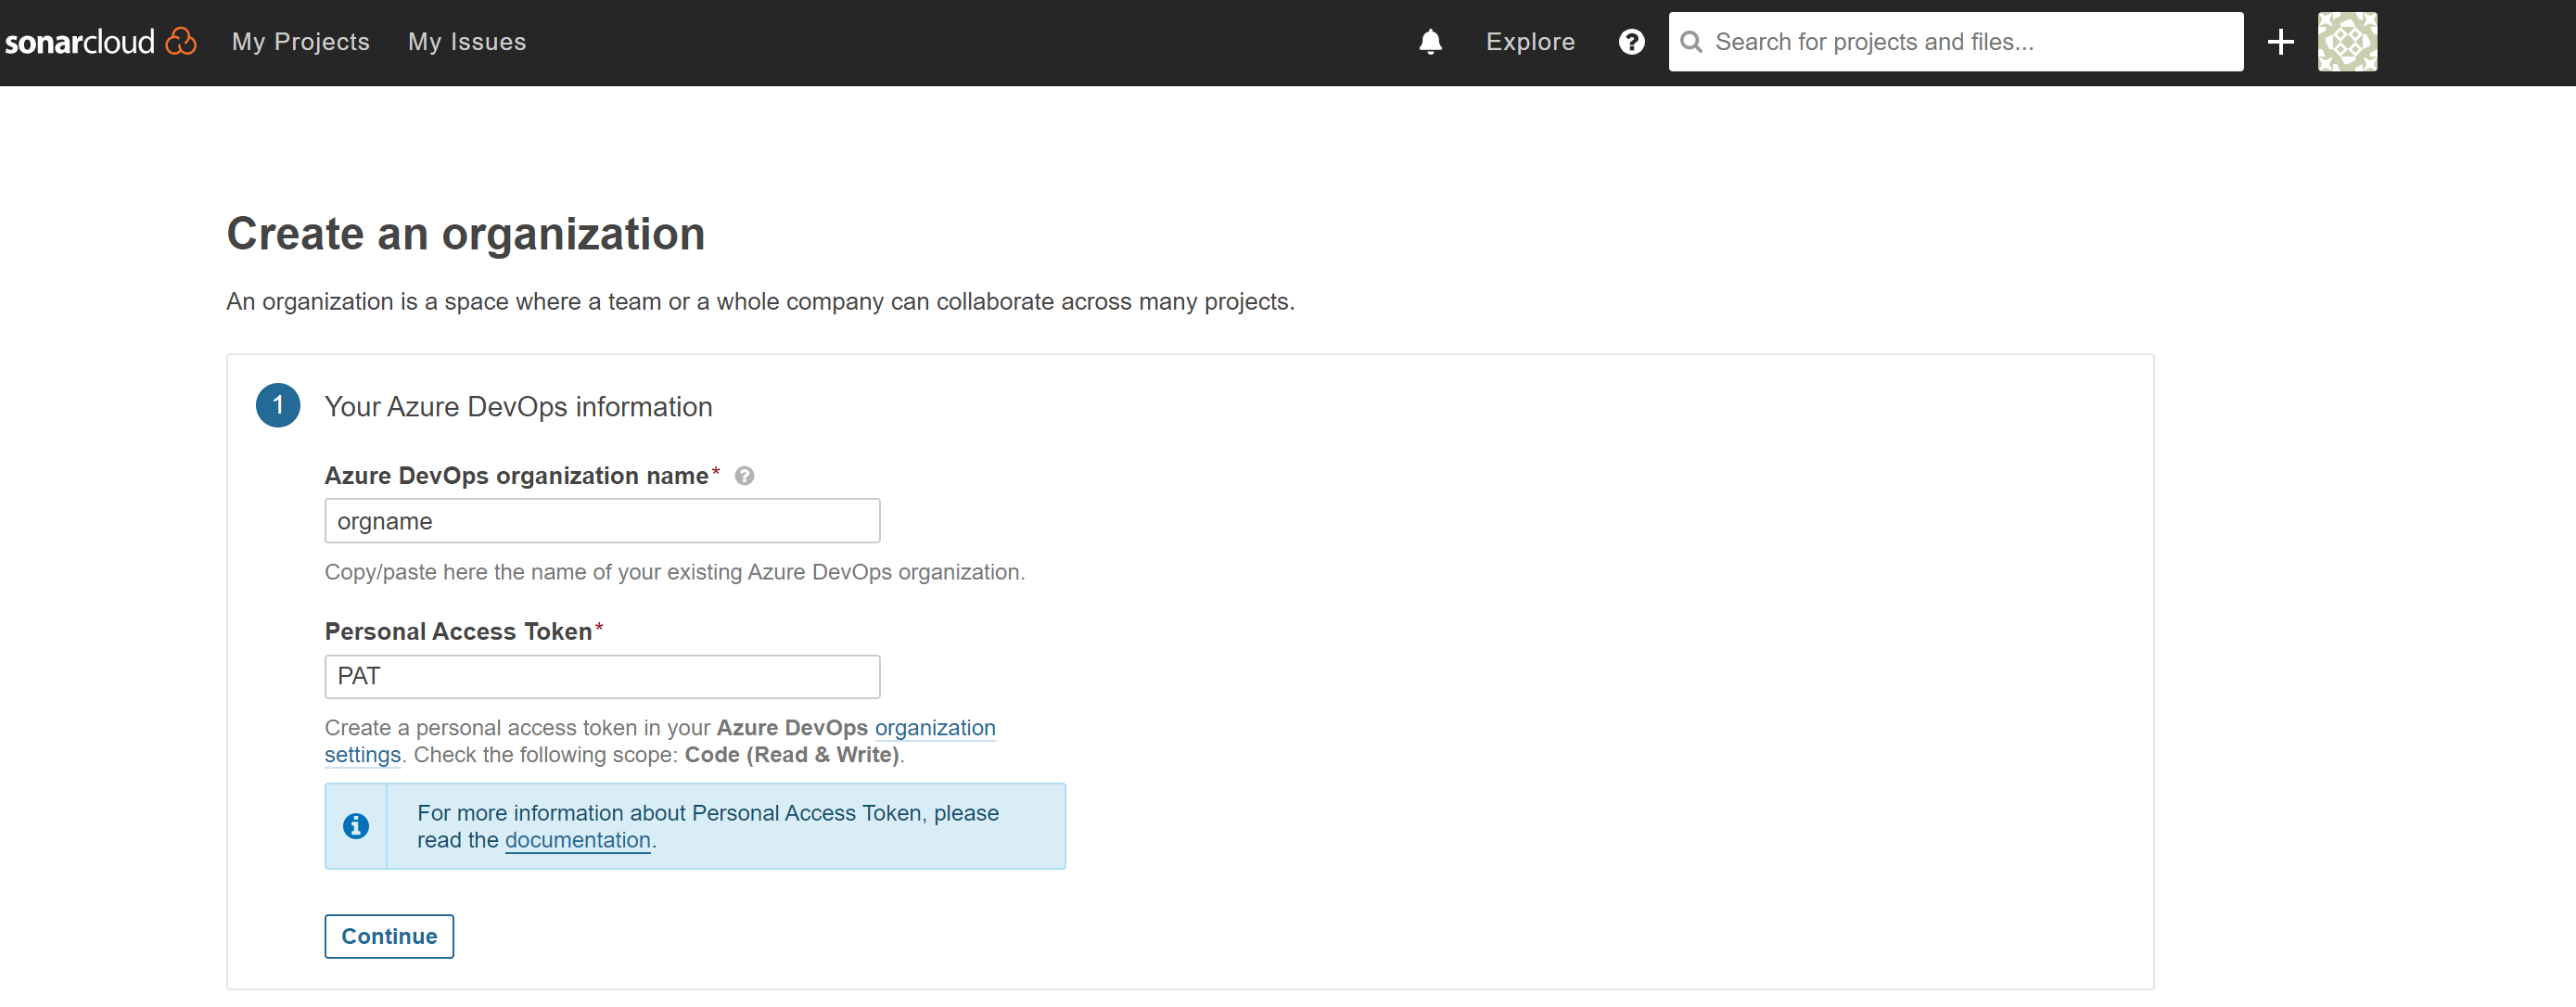 sonarcloud My Projects My Issues Explore ? Search for projects and files... +
Create an organization
An organization is a space where a team or a whole company can collaborate across many projects.
1 Your Azure DevOps information
Azure DevOps organization name* ?
orgname
Copy/paste here the name of your existing Azure DevOps organization.
Personal Access Token*
PAT
Create a personal access token in your Azure DevOps organization
settings. Check the following scope: Code (Read & Write).
For more information about Personal Access Token, please
read the documentation.
Continue